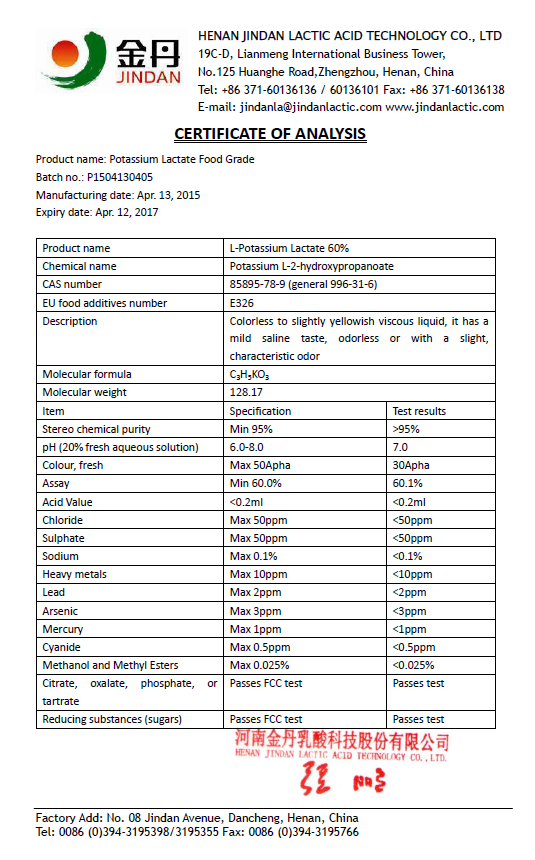 金丹
JINDAN
HENAN JINDAN LACTIC ACID TECHNOLOGY CO., LTD
19C-D, Lianmeng International Business Tower,
No.125 Huanghe Road,Zhengzhou, Henan, China
Tel: +86 371-60136136 / 60136101 Fax: +86 371-60136138
E-mail: jindanla@jindanlactic.com www.jindanlactic.com
CERTIFICATE OF ANALYSIS
Product name: Potassium Lactate Food Grade
Batch no.: P1504130405
Manufacturing date: Apr. 13, 2015
Expiry date: Apr. 12, 2017
Product name L-Potassium Lactate 60%
Chemical name Potassium L-2-hydroxypropanoate
CAS number 85895-78-9 (general 996-31-6)
EU food additives number E326
Description Colorless to slightly yellowish viscous liquid, it has a
mild saline taste, odorless or with a slight,
characteristic odor
Molecular formula C₃H₅KO₃
Molecular weight 128.17
Item Specification Test results
Stereo chemical purity Min 95% >95%
pH (20% fresh aqueous solution) 6.0-8.0 7.0
Colour, fresh Max 50Apha 30Apha
Assay Min 60.0% 60.1%
Acid Value <0.2ml <0.2ml
Chloride Max 50ppm <50ppm
Sulphate Max 50ppm <50ppm
Sodium Max 0.1% <0.1%
Heavy metals Max 10ppm <10ppm
Lead Max 2ppm <2ppm
Arsenic Max 3ppm <3ppm
Mercury Max 1ppm <1ppm
Cyanide Max 0.5ppm <0.5ppm
Methanol and Methyl Esters Max 0.025% <0.025%
Citrate, oxalate, phosphate, or Passes FCC test Passes test
tartrate
Reducing substances (sugars) Passes FCC test Passes test
河南金丹乳酸科技股份有限公司
HENAN JINDAN LACTIC ACID TECHNOLOGY CO.,LTD.
Factory Add: No. 08 Jindan Avenue, Dancheng, Henan, China
Tel: 0086 (0)394-3195398/3195355 Fax: 0086 (0)394-3195766